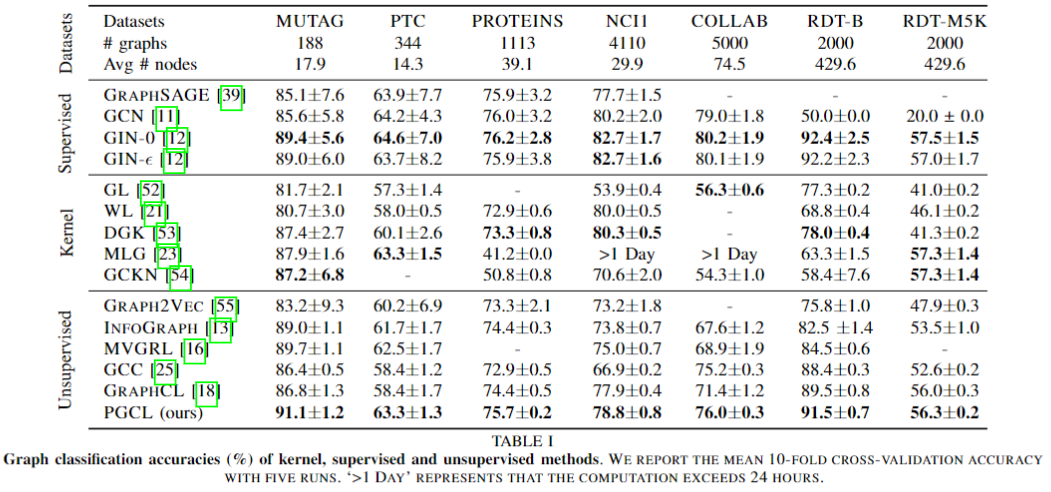 Datasets MUTAG PTC PROTEINS NCI1 COLLAB RDT-B RDT-M5K
# graphs 188 344 1113 4110 5000 2000 2000
Avg # nodes 17.9 14.3 39.1 29.9 74.5 429.6 429.6
Datasets
GRAPHSAGE [39] 85.1±7.6 63.9±7.7 75.9±3.2 77.7±1.5 - - -
GCN [11] 85.6±5.8 64.2±4.3 76.0±3.2 80.2±2.0 79.0±1.8 50.0±0.0 20.0 ± 0.0
GIN-0 [12] 89.4±5.6 64.6±7.0 76.2±2.8 82.7±1.7 80.2±1.9 92.4±2.5 57.5±1.5
GIN-ϵ [12] 89.0±6.0 63.7±8.2 75.9±3.8 82.7±1.6 80.1±1.9 92.2±2.3 57.0±1.7
Supervised
GL [52] 81.7±2.1 57.3±1.4 - 53.9±0.4 56.3±0.6 77.3±0.2 41.0±0.2
WL [21] 80.7±3.0 58.0±0.5 72.9±0.6 80.0±0.5 - 68.8±0.4 46.1±0.2
DGK [53] 87.4±2.7 60.1±2.6 73.3±0.8 80.3±0.5 - 78.0±0.4 41.3±0.2
MLG [23] 87.9±1.6 63.3±1.5 41.2±0.0 >1 Day >1 Day 63.3±1.5 57.3±1.4
GCKN [54] 87.2±6.8 - 50.8±0.8 70.6±2.0 54.3±1.0 58.4±7.6 57.3±1.4
Kernel
GRAPH2VEC [55] 83.2±9.3 60.2±6.9 73.3±2.1 73.2±1.8 - 75.8±1.0 47.9±0.3
INFOGRAPH [13] 89.0±1.1 61.7±1.7 74.4±0.3 73.8±0.7 67.6±1.2 82.5 ±1.4 53.5±1.0
MVGRL [16] 89.7±1.1 62.5±1.7 - 75.0±0.7 68.9±1.9 84.5±0.6 -
GCC [25] 86.4±0.5 58.4±1.2 72.9±0.5 66.9±0.2 75.2±0.3 88.4±0.3 52.6±0.2
GRAPHCL [18] 86.8±1.3 58.4±1.7 74.4±0.5 77.9±0.4 71.4±1.2 89.5±0.8 56.0±0.3
PGCL (ours) 91.1±1.2 63.3±1.3 75.7±0.2 78.8±0.8 76.0±0.3 91.5±0.7 56.3±0.2
Unsupervised
TABLE I
Graph classification accuracies (%) of kernel, supervised and unsupervised methods. WE REPORT THE MEAN 10-FOLD CROSS-VALIDATION ACCURACY
WITH FIVE RUNS. '>1 DAY' REPRESENTS THAT THE COMPUTATION EXCEEDS 24 HOURS.